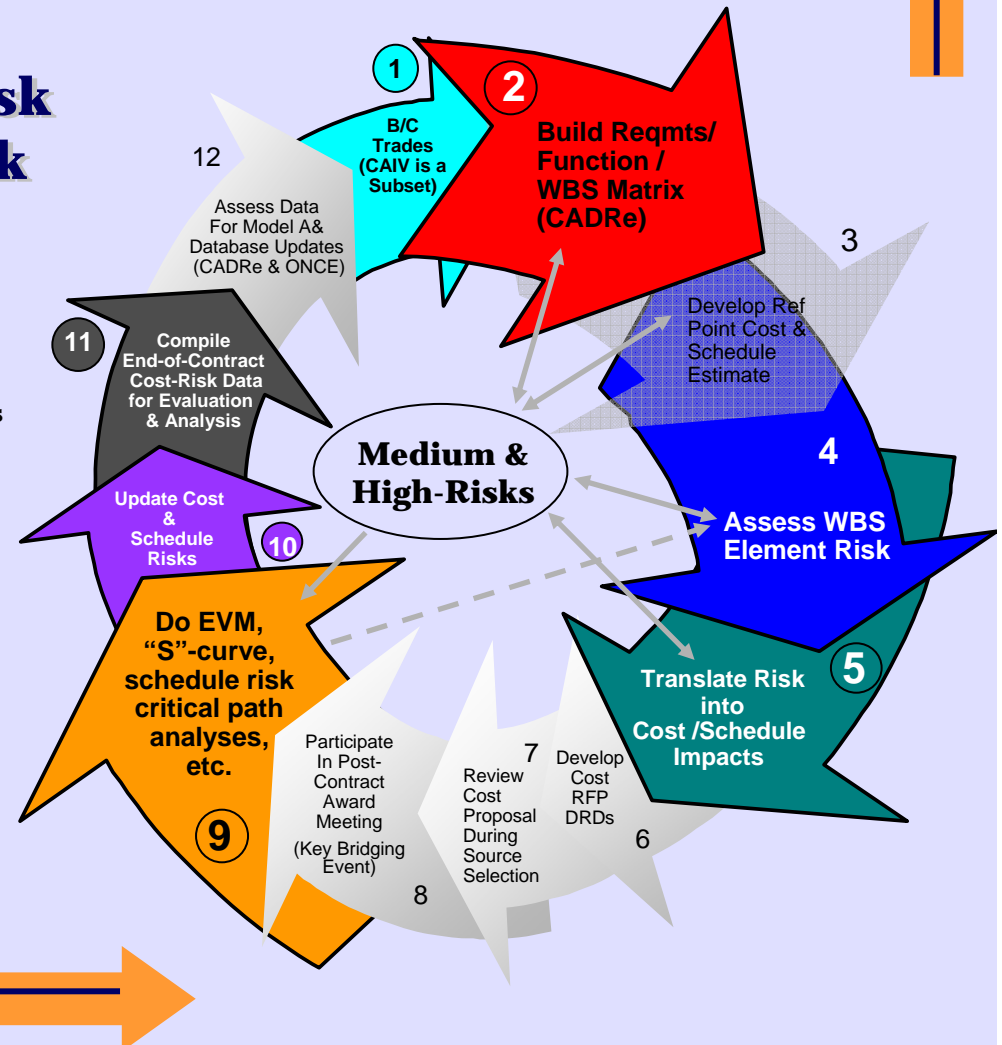 1
B/C
Trades
(CAIV is a
Subset)
2
Build Reqmts/
Function /
WBS Matrix
(CADRe)
3
Develop Ref
Point Cost &
Schedule
Estimate
4
Assess WBS
Element Risk
5
Translate Risk
into
Cost /Schedule
Impacts
6
Develop
Cost
RFP
DRDs
7
Review
Cost
Proposal
During
Source
Selection
8
Participate
In Post-
Contract
Award
Meeting
(Key Bridging
Event)
9
Do EVM,
“S”-curve,
schedule risk
critical path
analyses,
etc.
10
Update Cost
&
Schedule
Risks
11
Compile
End-of-Contract
Cost-Risk Data
for Evaluation
& Analysis
12
Assess Data
For Model A&
Database Updates
(CADRe & ONCE)
Medium &
High-Risks